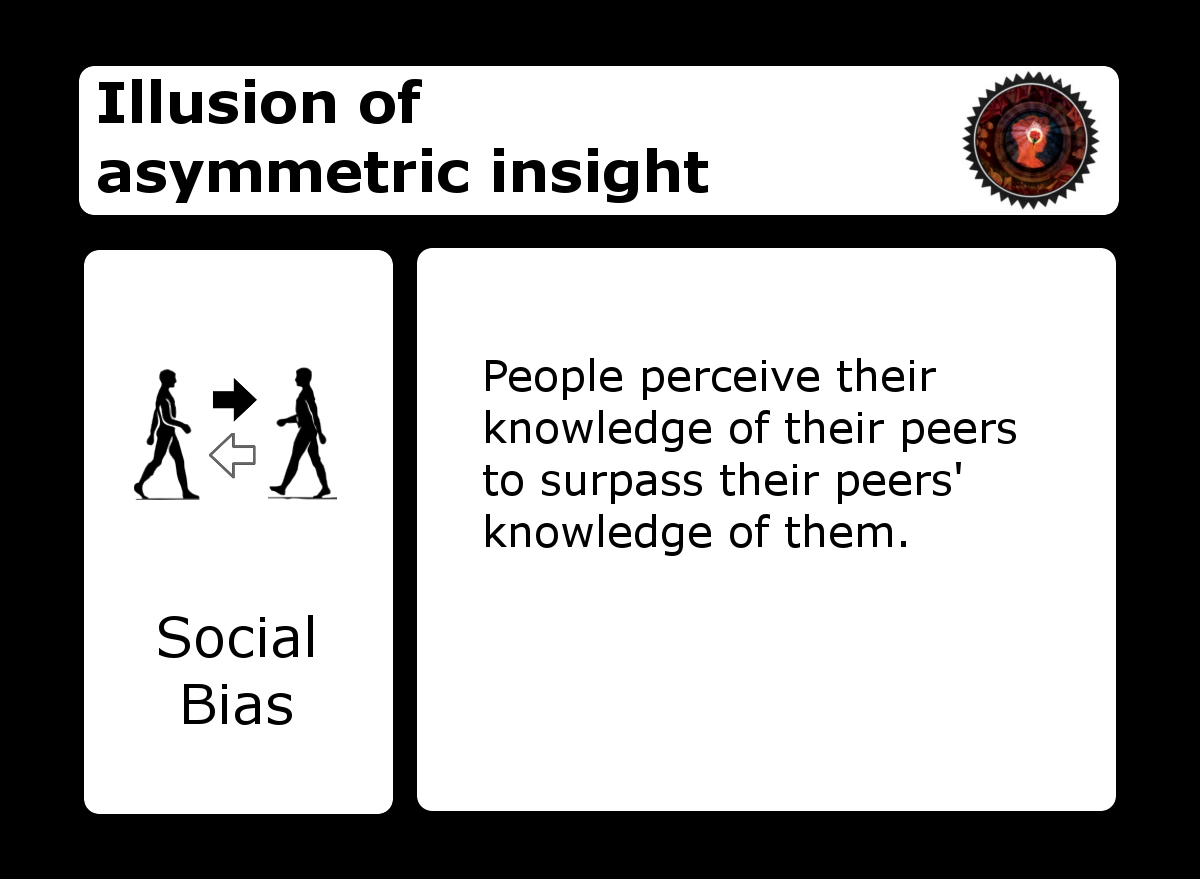 Illusion of
asymmetric insight
Social
Bias
People perceive their
knowledge of their peers
to surpass their peers'
knowledge of them.